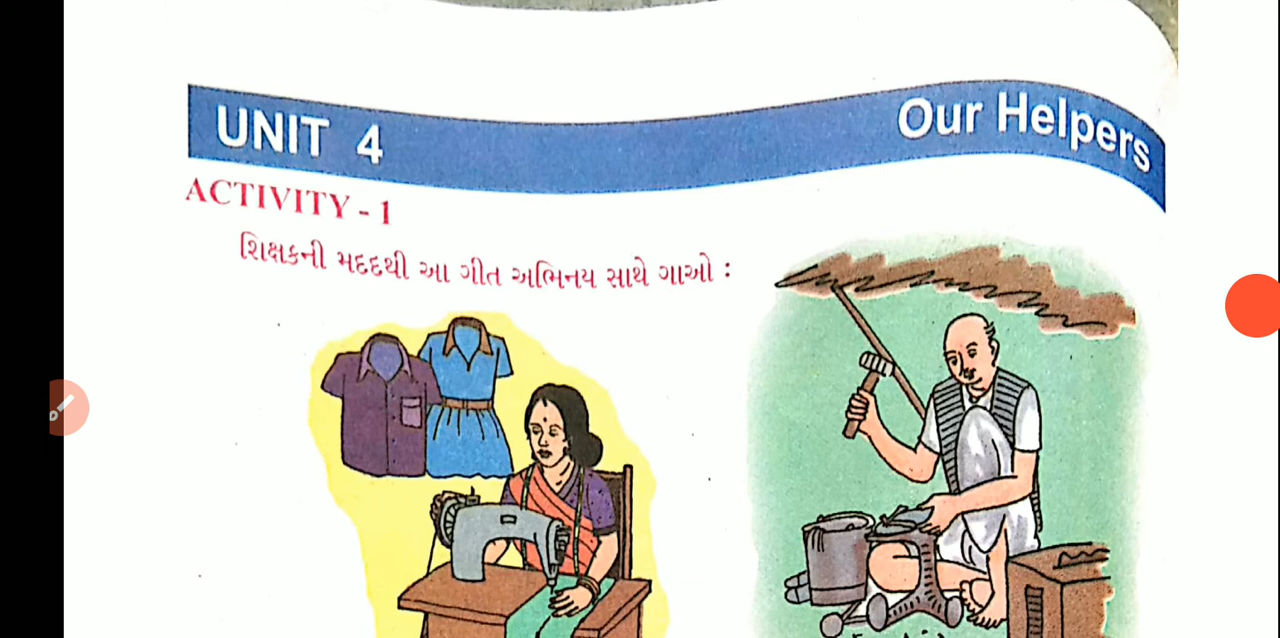 UNIT 4
Our Helpers
ACTIVITY - 1
શિક્ષકની મદદથી આ ગીત અભિનય સાથે ગાઓ :